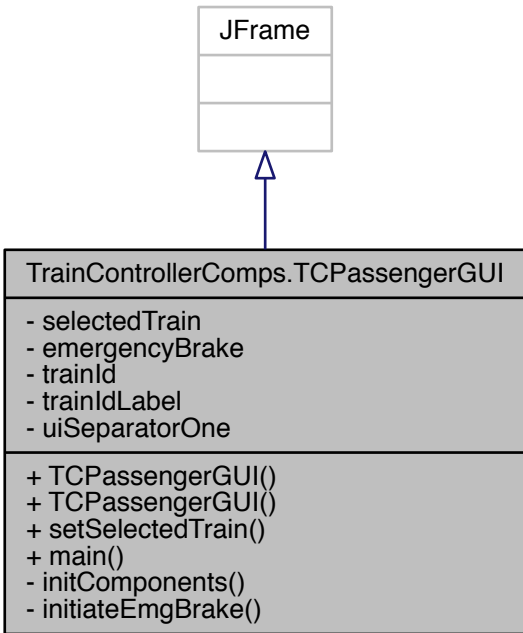 JFrame
TrainControllerComps.TCPassengerGUI
- selectedTrain
- emergencyBrake
- trainId
- trainIdLabel
- uiSeparatorOne
+ TCPassengerGUI()
+ TCPassengerGUI()
+ setSelectedTrain()
+ main()
- initComponents()
- initiateEmgBrake()